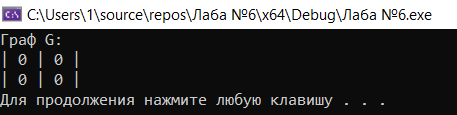 C:\Users\1\source\repos\Лаба №6\x64\Debug\Лаба №6.exe
Граф G:
| 0 | 0 |
| 0 | 0 |
Для продолжения нажмите любую клавишу . . .